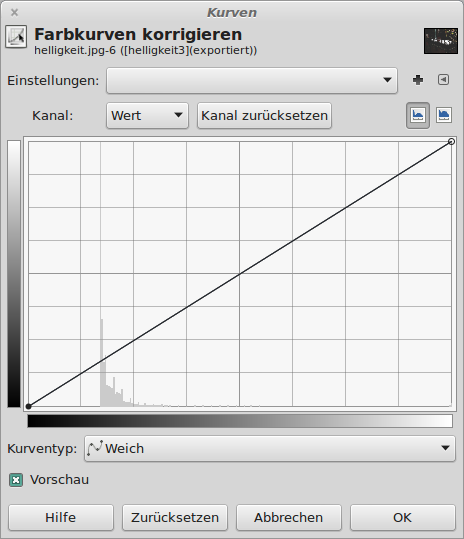 Kurven
Farbkurven korrigieren
helligkeit.jpg-6 ([helligkeit3](exportiert))
Einstellungen:
Kanal: Wert Kanal zurücksetzen
Kurventyp: Weich
Vorschau
Hilfe Zurücksetzen Abbrechen OK